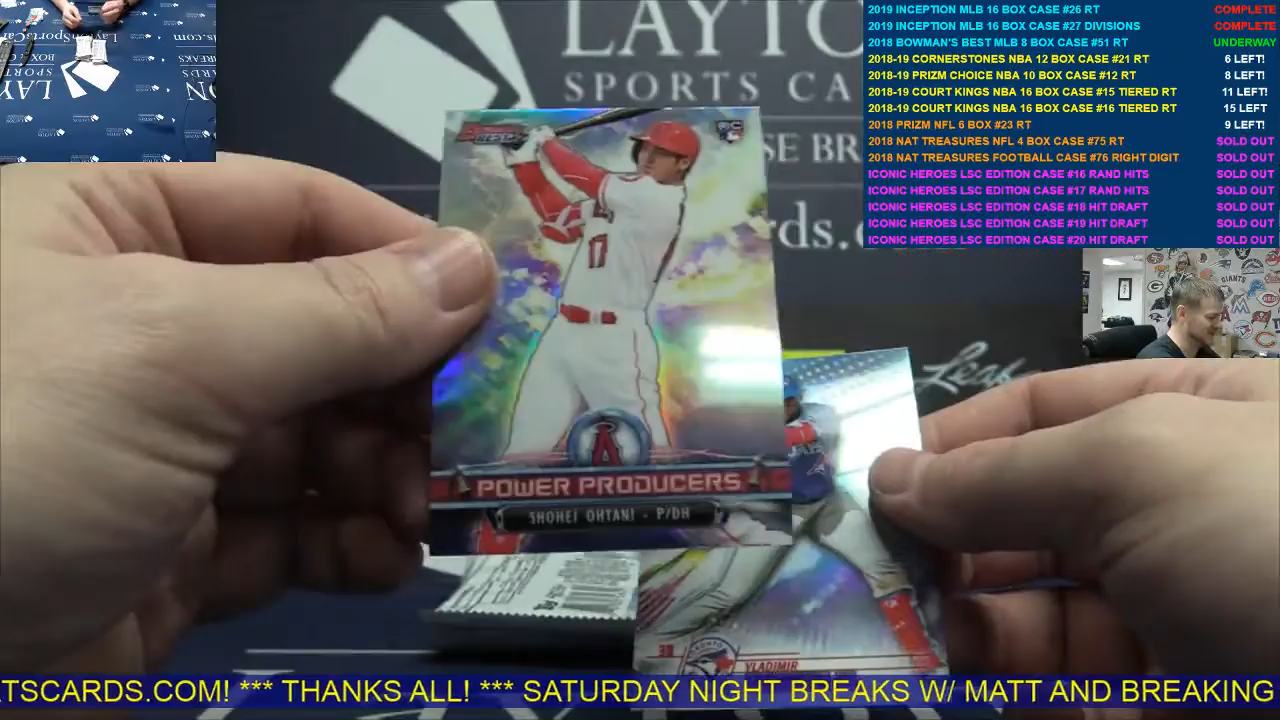 LAYTO
SPORTS CA
SE BR
rds.c
2019 INCEPTION MLB 16 BOX CASE #26 RT COMPLETE
2019 INCEPTION MLB 16 BOX CASE #27 DIVISIONS COMPLETE
2018 BOWMAN'S BEST MLB 8 BOX CASE #51 RT UNDERWAY
2018-19 CORNERSTONES NBA 12 BOX CASE #21 RT 6 LEFT!
2018-19 PRIZM CHOICE NBA 10 BOX CASE #12 RT 8 LEFT!
2018-19 COURT KINGS NBA 16 BOX CASE #15 TIERED RT 11 LEFT!
2018-19 COURT KINGS NBA 16 BOX CASE #16 TIERED RT 15 LEFT
2018 PRIZM NFL 6 BOX #23 RT 9 LEFT!
2018 NAT TREASURES NFL 4 BOX CASE #75 RT SOLD OUT
2018 NAT TREASURES FOOTBALL CASE #76 RIGHT DIGIT SOLD OUT
ICONIC HEROES LSC EDITION CASE #16 RAND HITS SOLD OUT
ICONIC HEROES LSC EDITION CASE #17 RAND HITS SOLD OUT
ICONIC HEROES LSC EDITION CASE #18 HIT DRAFT SOLD OUT
ICONIC HEROES LSC EDITION CASE #19 HIT DRAFT SOLD OUT
ICONIC HEROES LSC EDITION CASE #20 HIT DRAFT SOLD OUT
GIANTS
RC
17
A
POWER PRODUCERS
SHOHEI OHTANI - P/DH
Leaf
VLADIMIR
TSCARDS.COM! *** THANKS ALL! *** SATURDAY NIGHT BREAKS W/ MATT AND BREAKING